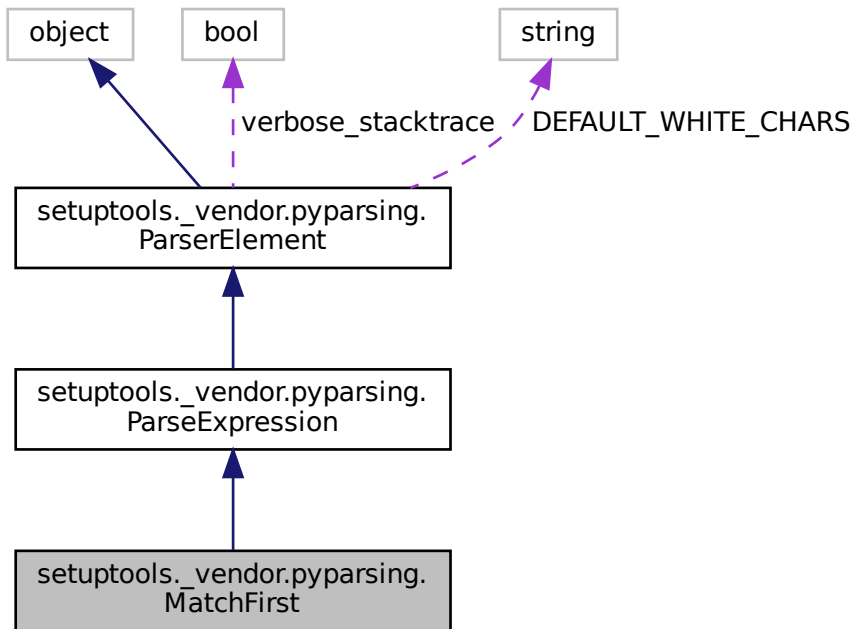 object
bool
string
verbose_stacktrace
DEFAULT_WHITE_CHARS
setuptools._vendor.pyparsing.
ParserElement
setuptools._vendor.pyparsing.
ParseExpression
setuptools._vendor.pyparsing.
MatchFirst